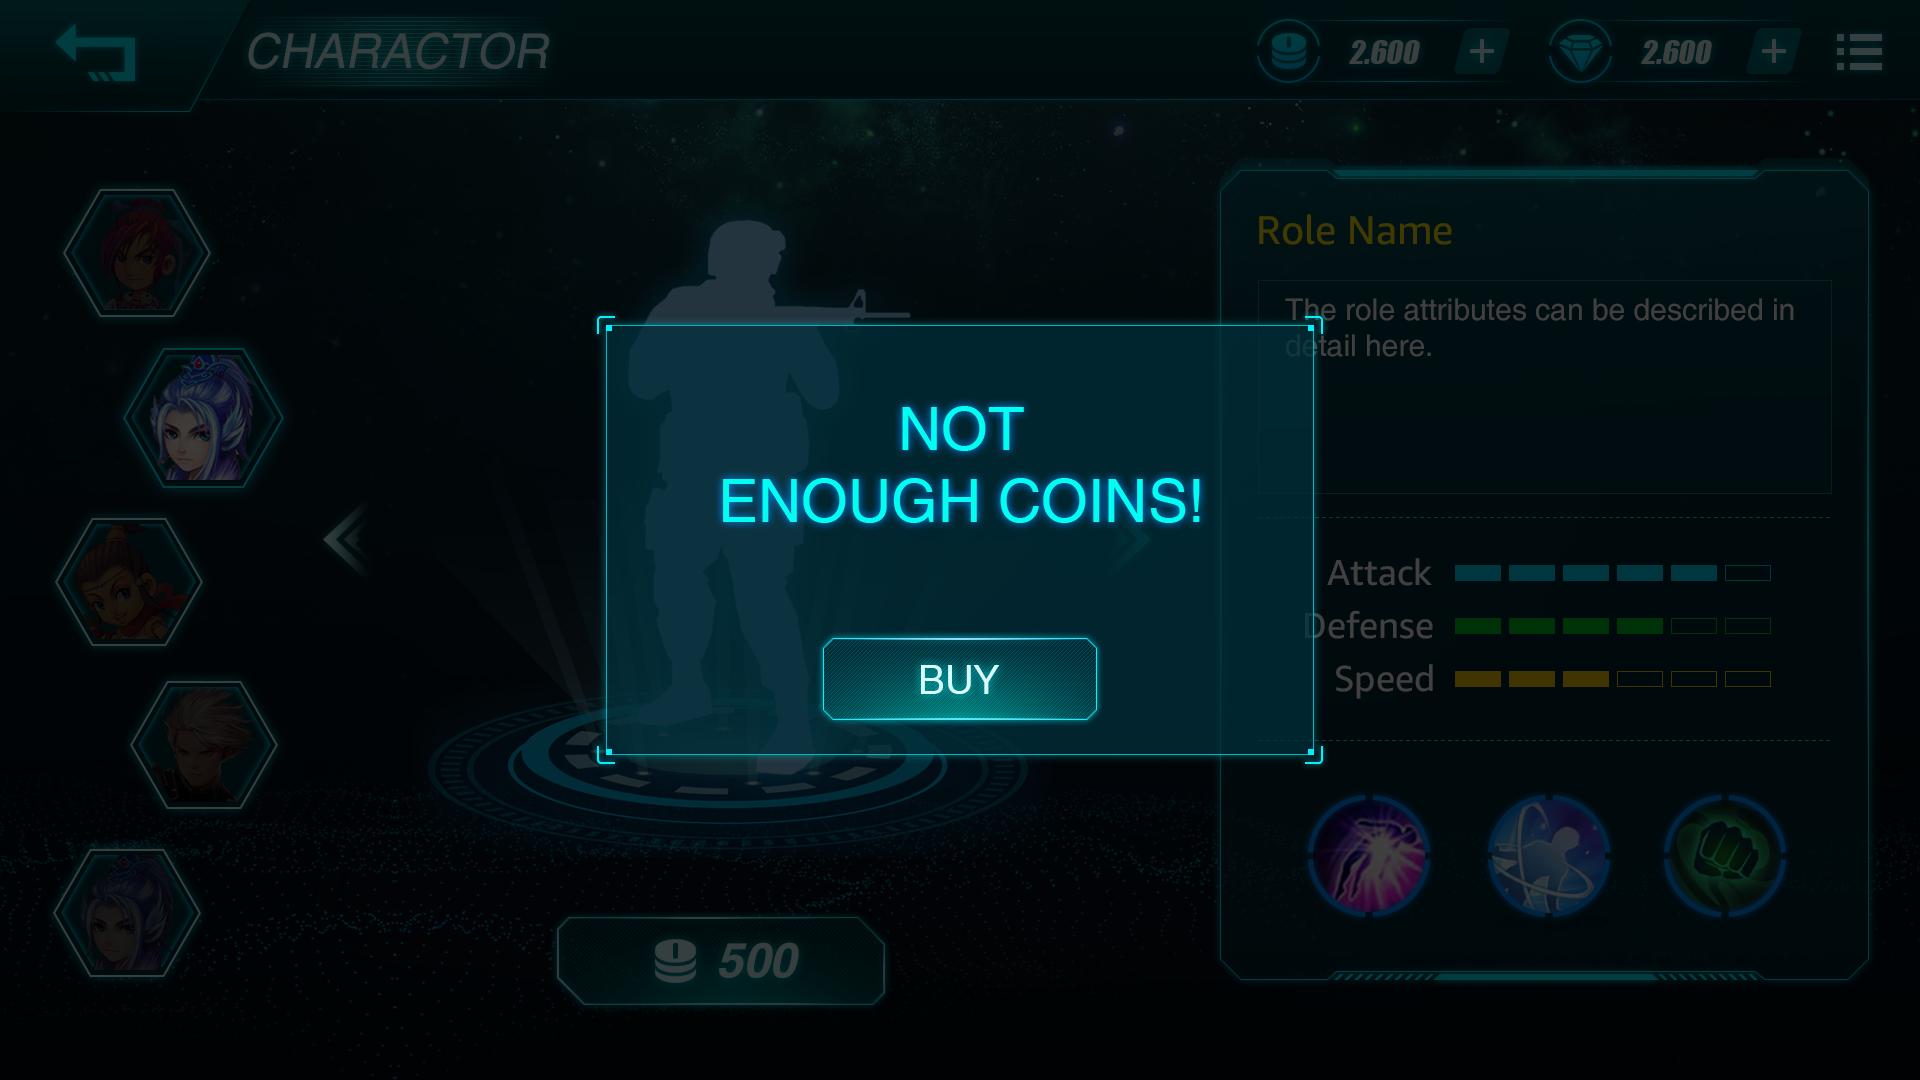 CHARACTOR
2.600
2.600
Role Name
The role attributes can be described in
detail here.
NOT
ENOUGH COINS!
Attack
Defense
Speed
BUY
500